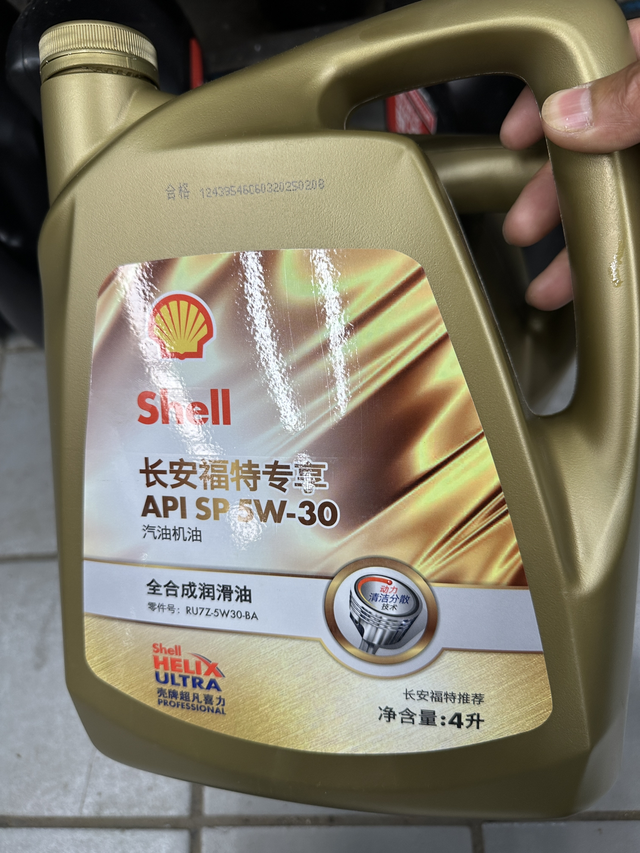 合格 12439546C60320250208
Shell
长安福特专享
API SP 5W-30
汽油机油
全合成润滑油
零件号：RU7Z-5W30-BA
动力
清洁分散
技术
Shell
HELIX
ULTRA
壳牌超凡喜力
PROFESSIONAL
长安福特推荐
净含量:4升